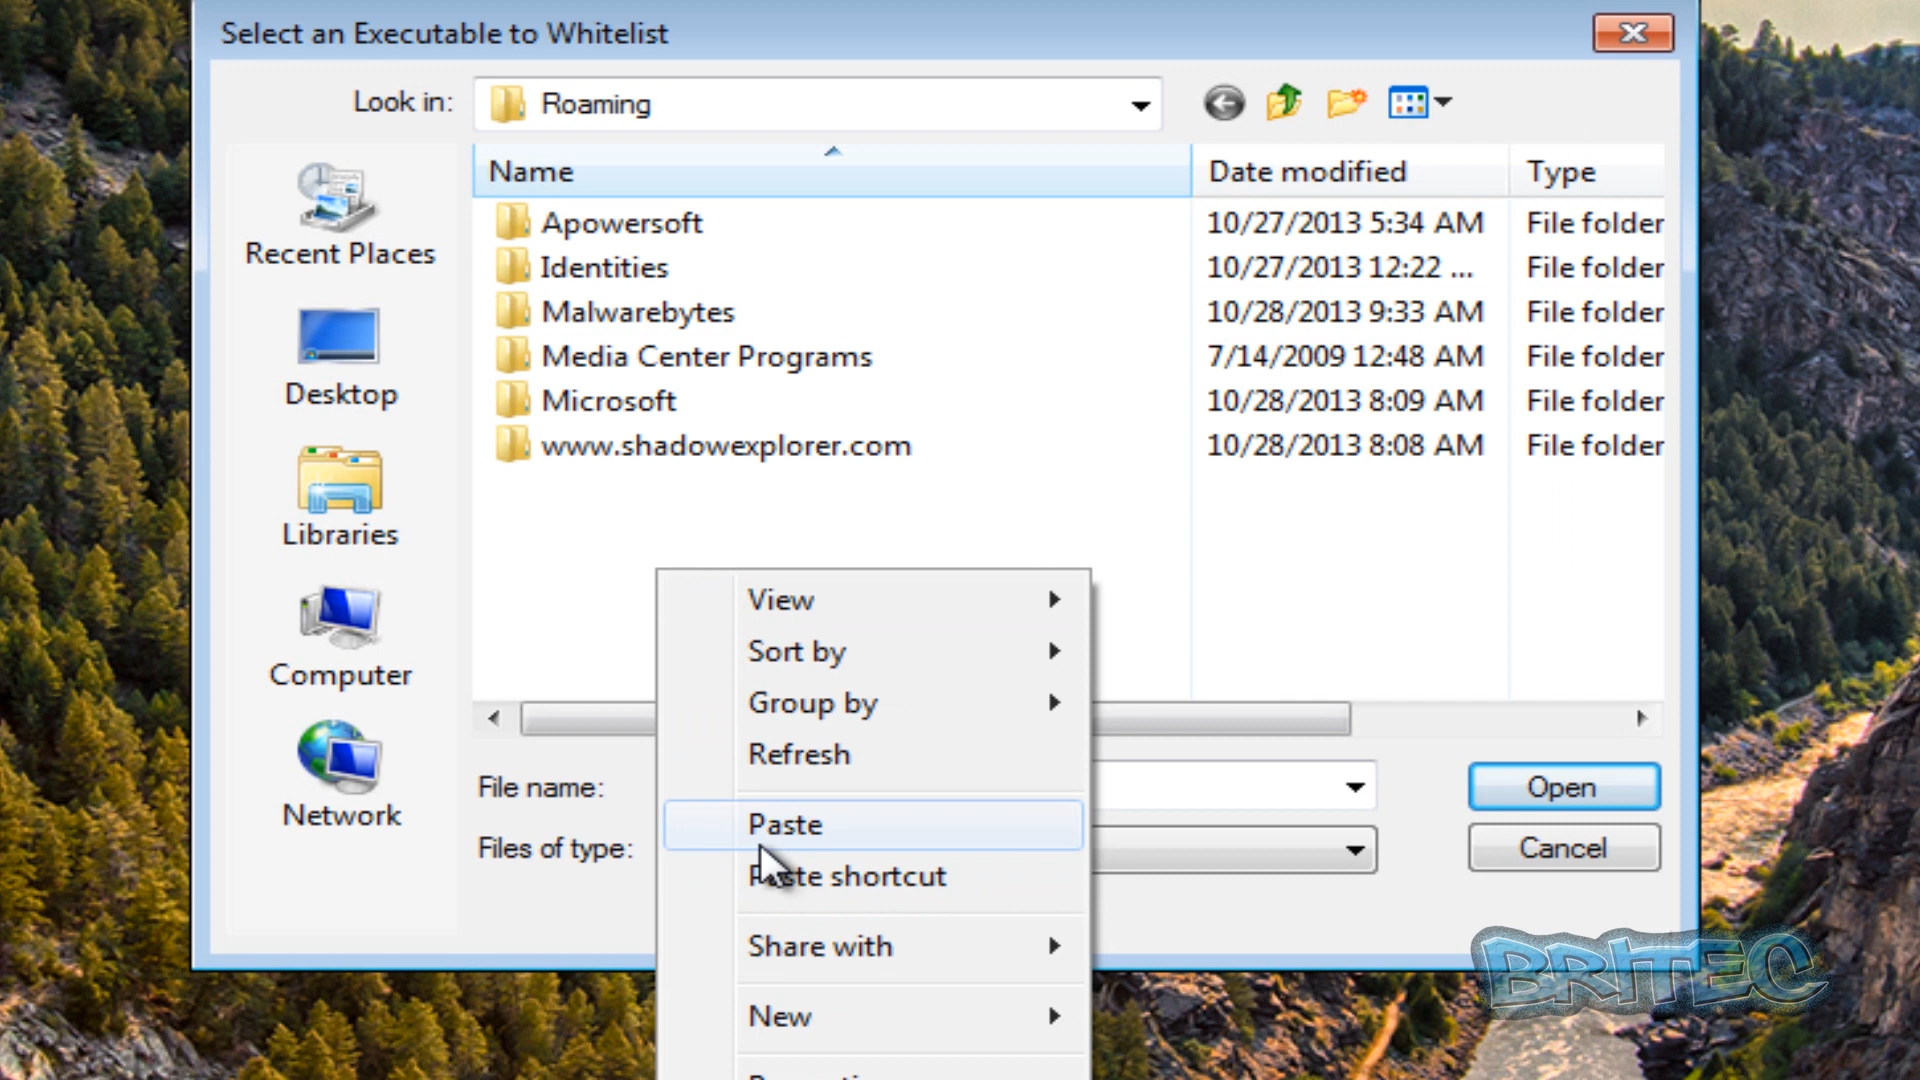 Select an Executable to Whitelist
Look in: Roaming
Name Date modified Type
Apowersoft 10/27/2013 5:34 AM File folder
Identities 10/27/2013 12:22 ... File folder
Malwarebytes 10/28/2013 9:33 AM File folder
Media Center Programs 7/14/2009 12:48 AM File folder
Microsoft 10/28/2013 8:09 AM File folder
www.shadowexplorer.com 10/28/2013 8:08 AM File folder
Recent Places
Desktop
Libraries
Computer
Network
View
Sort by
Group by
Refresh
Paste
Paste shortcut
Share with
New
File name:
Files of type:
Open
Cancel
BRITEC